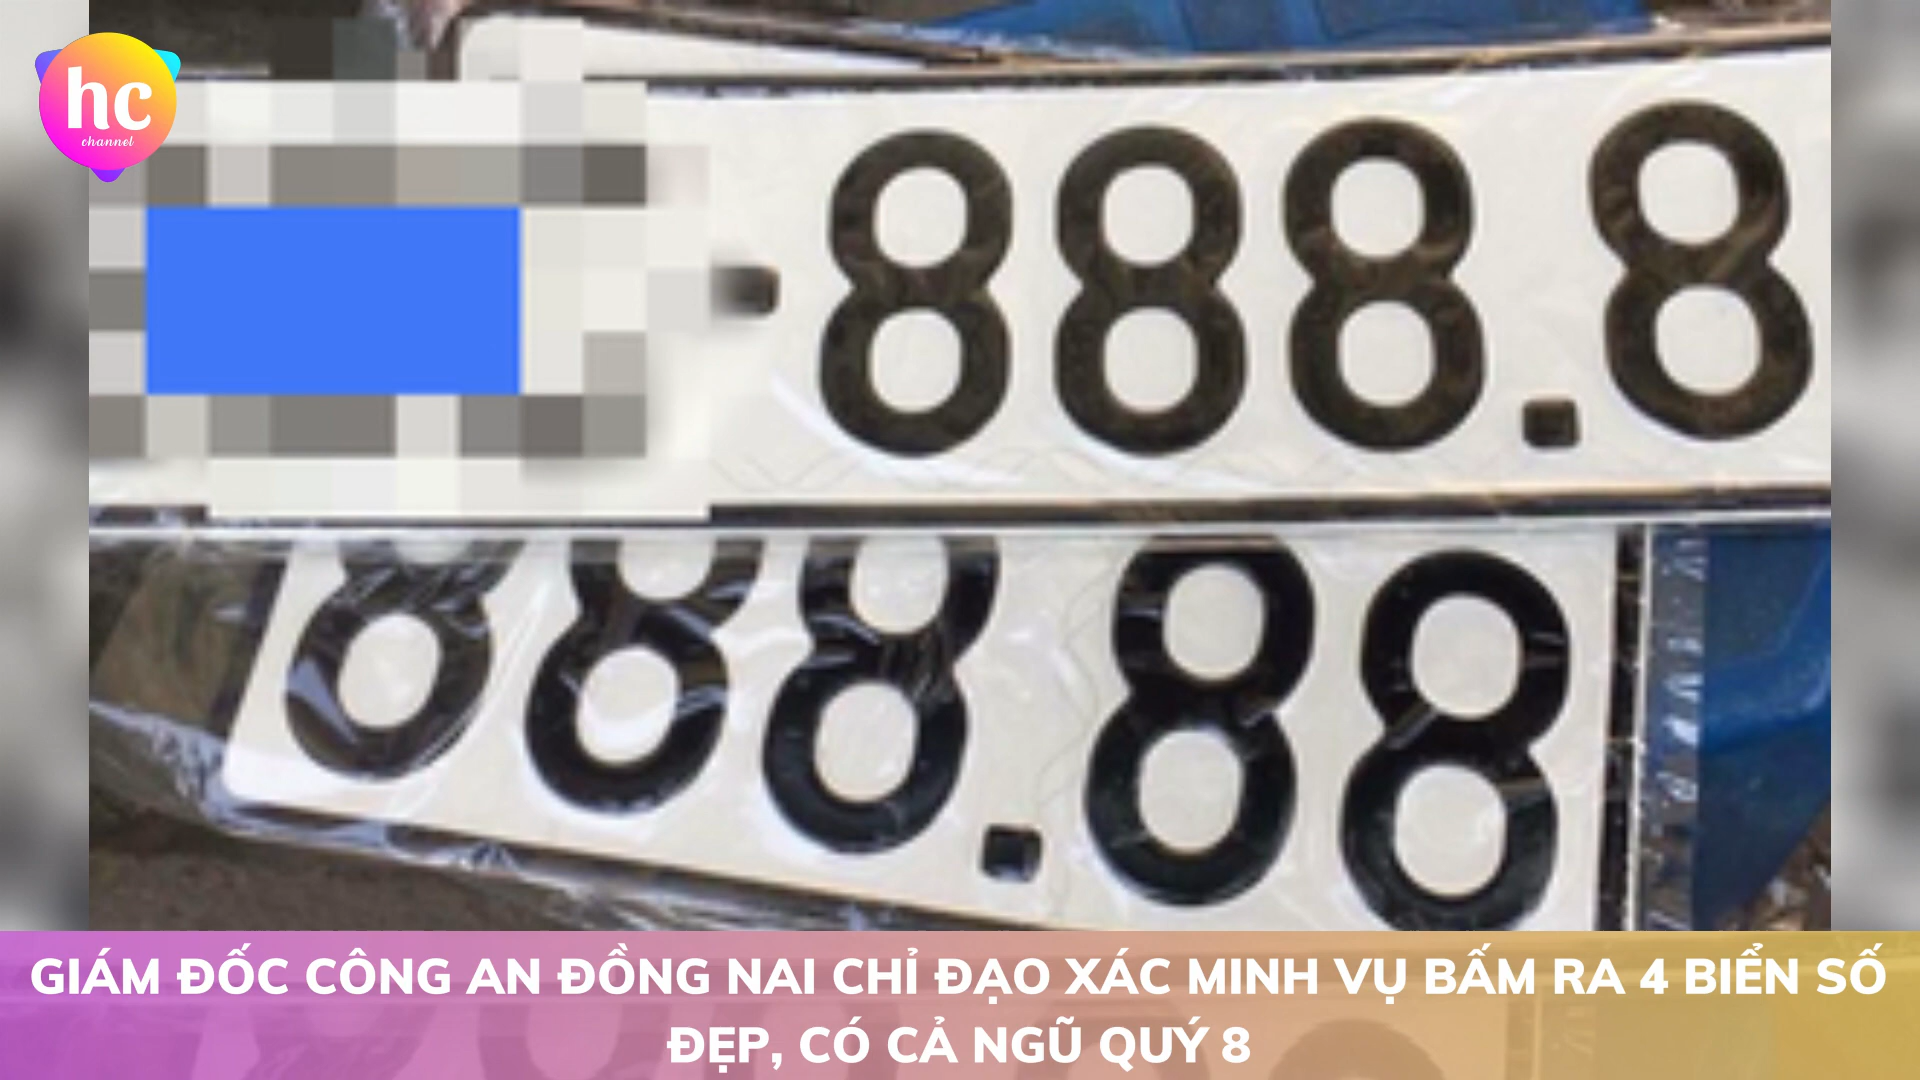 hc
channel
888.8
888.88
GIÁM ĐỐC CÔNG AN ĐỒNG NAI CHỈ ĐẠO XÁC MINH VỤ BẤM RA 4 BIỂN SỐ
ĐẸP, CÓ CẢ NGŨ QUÝ 8